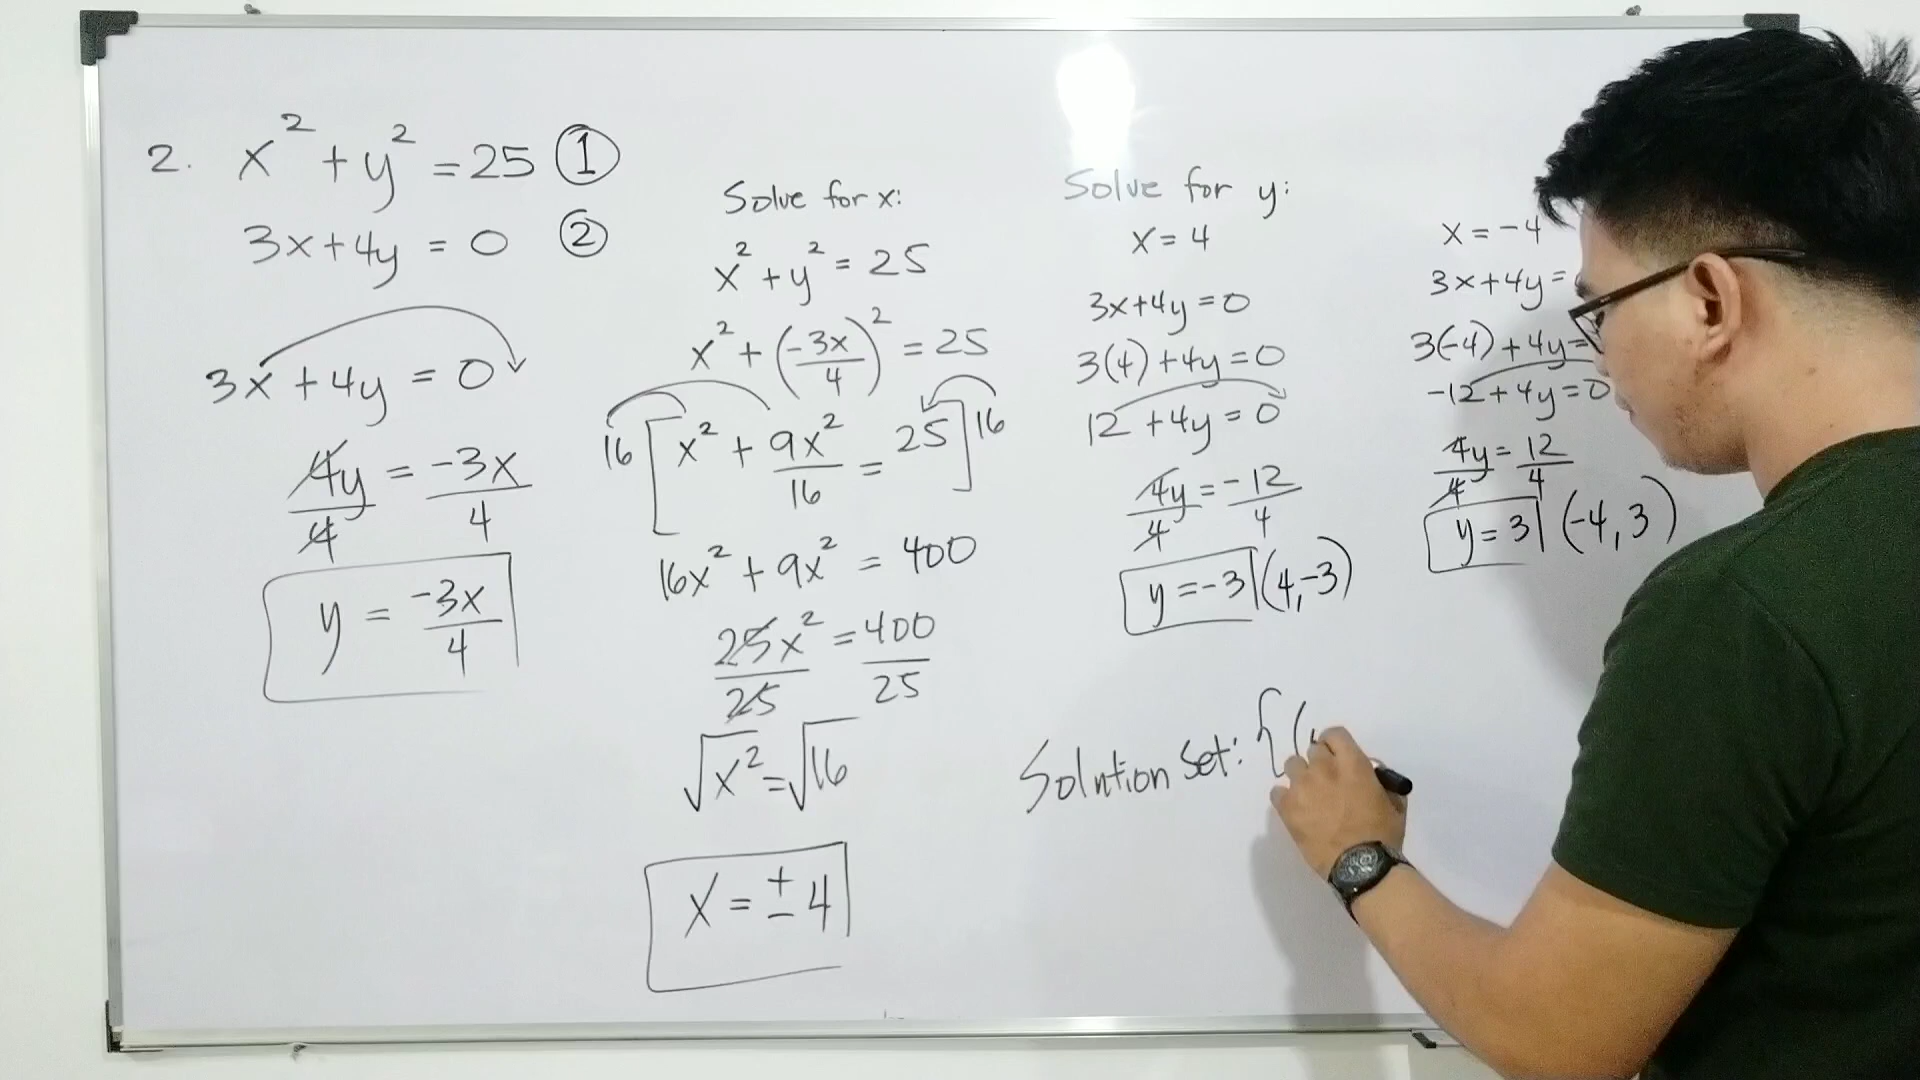 2. x² + y² = 25 ①
3x + 4y = 0 ②
3x + 4y = 0
4y/4 = -3x/4
y = -3x/4
Solve for x:
x² + y² = 25
x² + (-3x/4)² = 25
16 [x² + 9x²/16 = 25] 16
16x² + 9x² = 400
25x²/25 = 400/25
√x² = √16
x = ± 4
Solve for y:
x = 4
3x + 4y = 0
3(4) + 4y = 0
12 + 4y = 0
4y/4 = -12/4
y = -3 (4, -3)
x = -4
3x + 4y =
3(-4) + 4y =
-12 + 4y = 0
4y/4 = 12/4
y = 3 (-4, 3)
Solution Set: {(